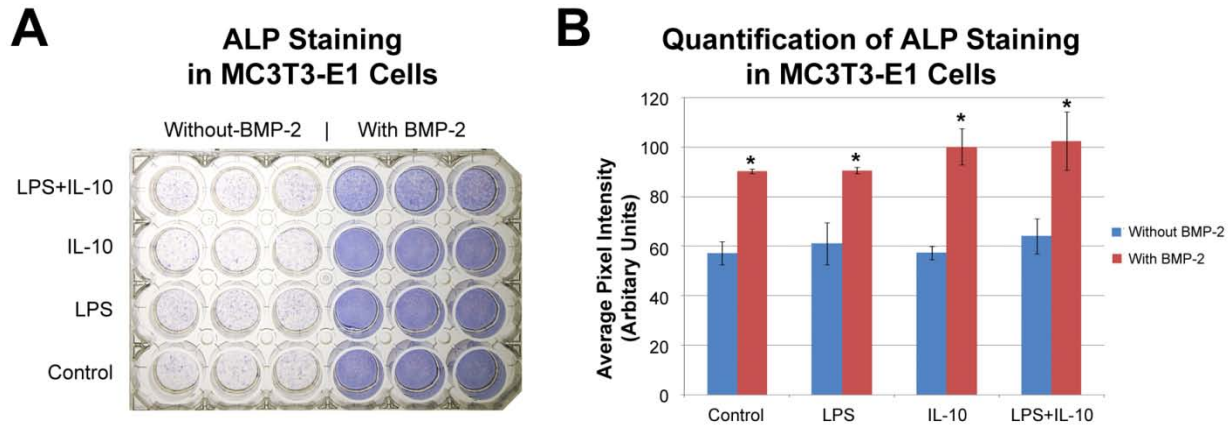 A
ALP Staining
in MC3T3-E1 Cells
Without-BMP-2 | With BMP-2
LPS+IL-10
IL-10
LPS
Control
B
Quantification of ALP Staining
in MC3T3-E1 Cells
Average Pixel Intensity
(Arbitary Units)
120
100
80
60
40
20
0
* * * *
Control LPS IL-10 LPS+IL-10
Without BMP-2
With BMP-2